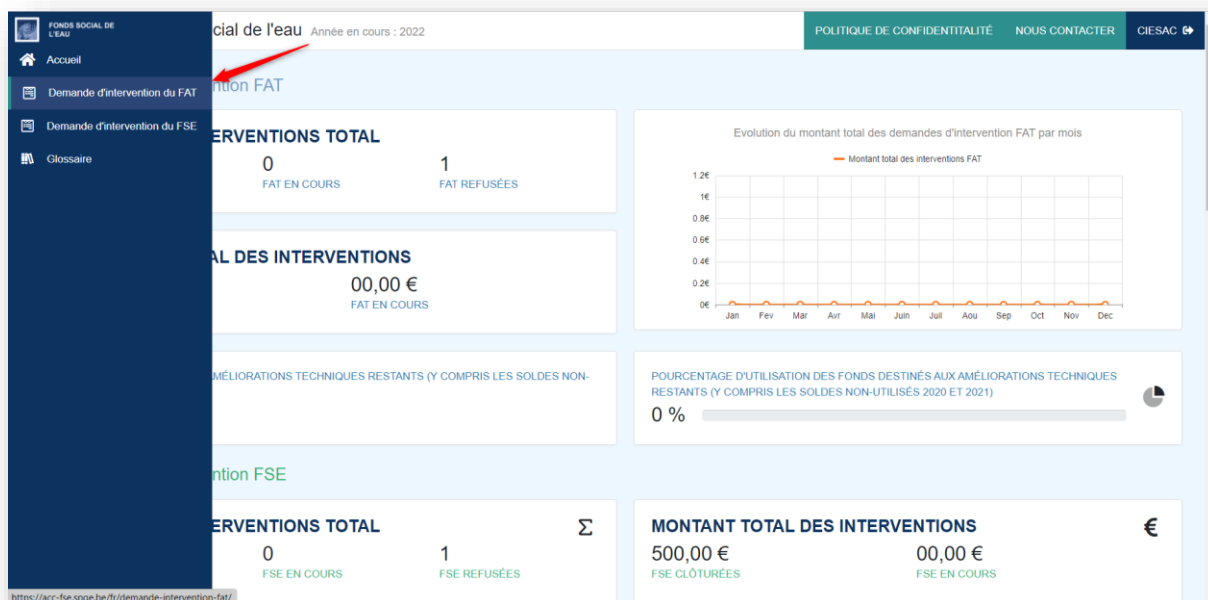 FONDS SOCIAL DE
L'EAU
cial de l'eau Année en cours : 2022
POLITIQUE DE CONFIDENTITALITÉ
NOUS CONTACTER
CIESAC
Accueil
Demande d'intervention du FAT
Demande d'intervention du FSE
Glossaire
ntion FAT
ERVENTIONS TOTAL
0
1
FAT EN COURS
FAT REFUSÉES
AL DES INTERVENTIONS
00,00 €
FAT EN COURS
Evolution du montant total des demandes d'intervention FAT par mois
Montant total des interventions FAT
1.2€
1€
0.8€
0.6€
0.4€
0.2€
0€
Jan Fev Mar Avr Mai Juin Juil Aou Sep Oct Nov Dec
MÉLIORATIONS TECHNIQUES RESTANTS (Y COMPRIS LES SOLDES NON-
POURCENTAGE D'UTILISATION DES FONDS DESTINÉS AUX AMÉLIORATIONS TECHNIQUES
RESTANTS (Y COMPRIS LES SOLDES NON-UTILISÉS 2020 ET 2021)
0 %
ntion FSE
ERVENTIONS TOTAL Σ
0
1
FSE EN COURS
FSE REFUSÉES
MONTANT TOTAL DES INTERVENTIONS €
500,00 €
00,00 €
FSE CLÔTURÉES
FSE EN COURS
https://acc-fse.spge.be/fr/demande-intervention-fat/